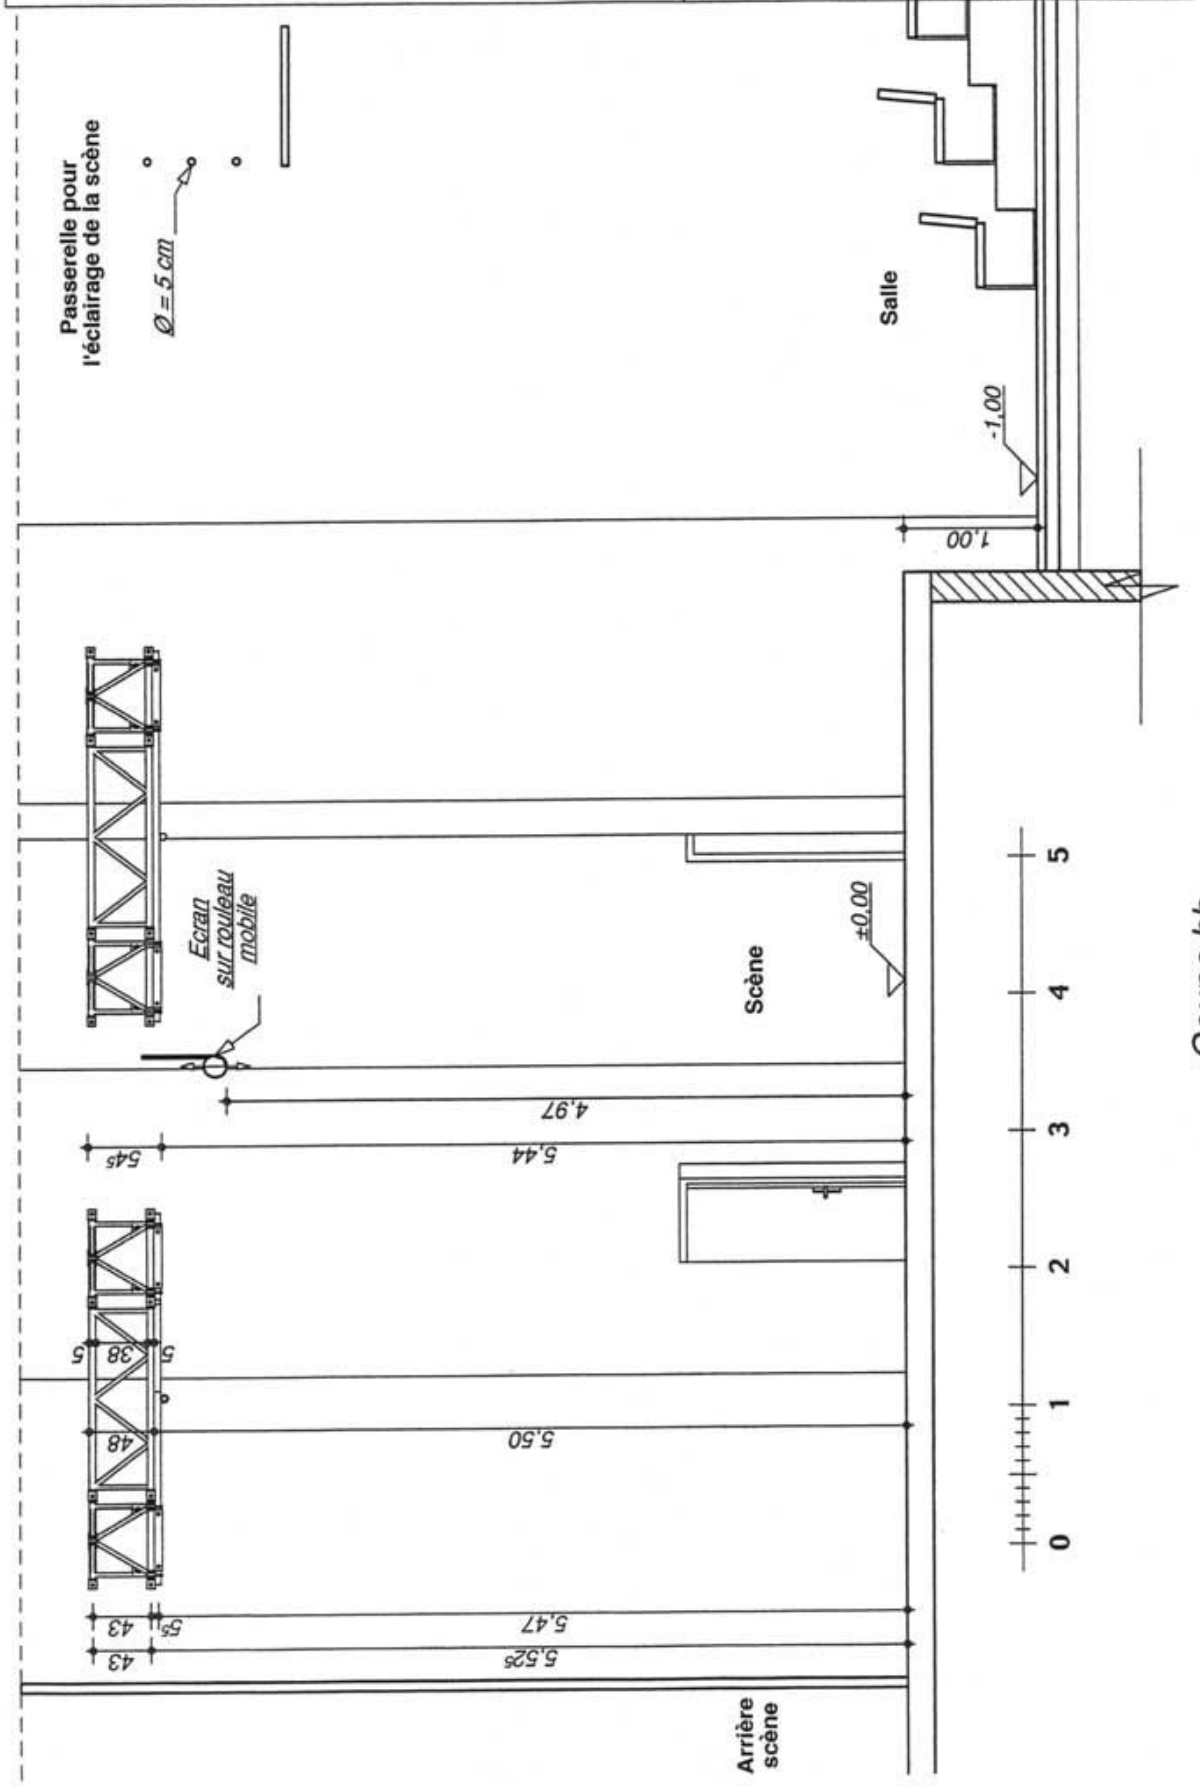 Passerelle pour
l'éclairage de la scène
Ø = 5 cm
Salle
-1,00
1,00
Ecran
sur rouleau
mobile
Scène
±0,00
4,97
54⁵
5,44
5
38
5
48
5,50
43
5⁵
5,47
43
5,52⁵
Arrière
scène
0
1
2
3
4
5